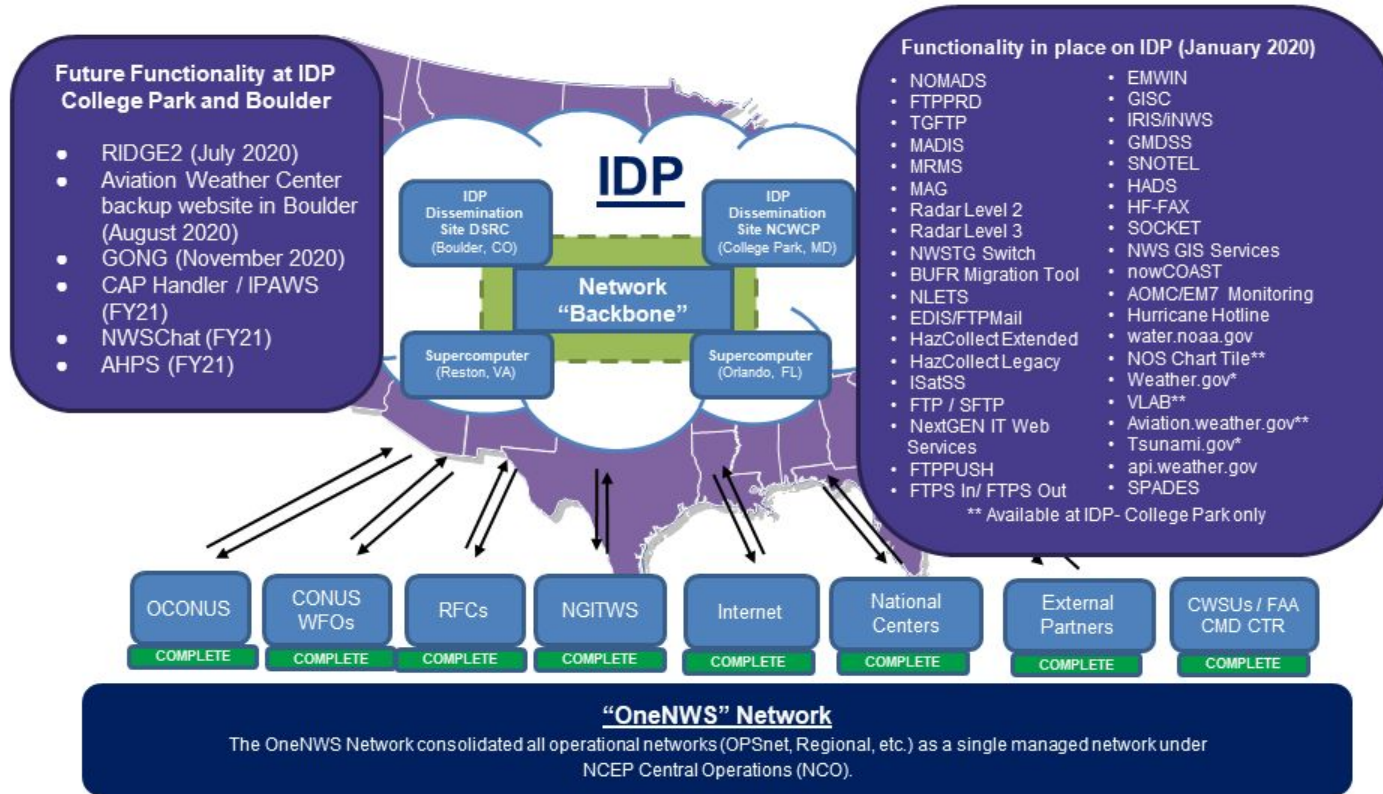 Future Functionality at IDP
College Park and Boulder
● RIDGE2 (July 2020)
● Aviation Weather Center
backup website in Boulder
(August 2020)
● GONG (November 2020)
● CAP Handler / IPAWS
(FY21)
● NWSChat (FY21)
● AHPS (FY21)
IDP
IDP
Dissemination
Site DSRC
(Boulder, CO)
IDP
Dissemination
Site NCWCP
(College Park, MD)
Network
“Backbone”
Supercomputer
(Reston, VA)
Supercomputer
(Orlando, FL)
Functionality in place on IDP (January 2020)
• NOMADS
• FTPPRD
• TGFTP
• MADIS
• MRMS
• MAG
• Radar Level 2
• Radar Level 3
• NWSTG Switch
• BUFR Migration Tool
• NLETS
• EDIS/FTPMail
• HazCollect Extended
• HazCollect Legacy
• ISatSS
• FTP / SFTP
• NextGEN IT Web
Services
• FTPPUSH
• FTPS In/ FTPS Out
• EMWIN
• GISC
• IRIS/iNWS
• GMDSS
• SNOTEL
• HADS
• HF-FAX
• SOCKET
• NWS GIS Services
• nowCOAST
• AOMC/EM7 Monitoring
• Hurricane Hotline
• water.noaa.gov
• NOS Chart Tile**
• Weather.gov*
• VLAB**
• Aviation.weather.gov**
• Tsunami.gov*
• api.weather.gov
• SPADES
** Available at IDP- College Park only
OCONUS
COMPLETE
CONUS
WFOs
COMPLETE
RFCs
COMPLETE
NGITWS
COMPLETE
Internet
COMPLETE
National
Centers
COMPLETE
External
Partners
COMPLETE
CWSUs / FAA
CMD CTR
COMPLETE
“OneNWS” Network
The OneNWS Network consolidated all operational networks (OPSnet, Regional, etc.) as a single managed network under
NCEP Central Operations (NCO).